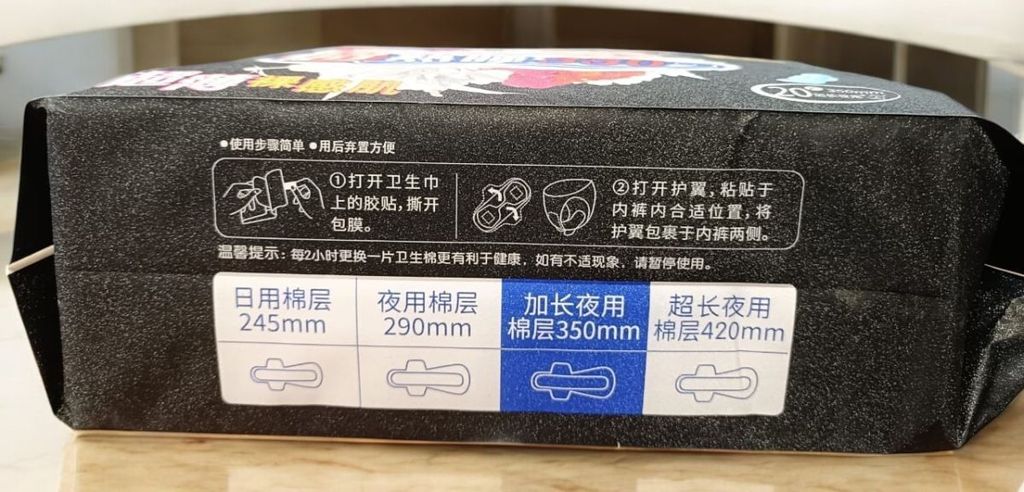 敏感肌
350mm
●使用步骤简单 ●用后弃置方便
①打开卫生巾
上的胶贴,撕开
包膜。
②打开护翼,粘贴于
内裤内合适位置,将
护翼包裹于内裤两侧。
温馨提示:每2小时更换一片卫生棉更有利于健康,如有不适现象,请暂停使用。
日用棉层
245mm
夜用棉层
290mm
加长夜用
棉层350mm
超长夜用
棉层420mm